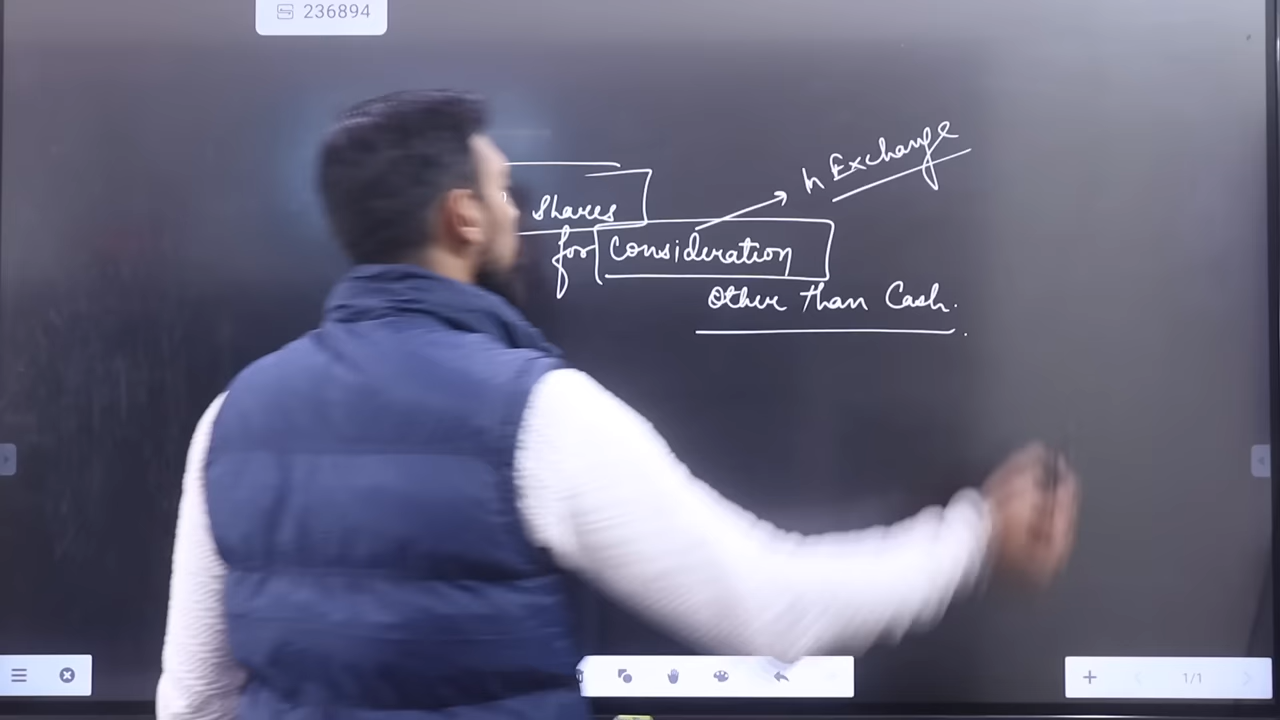 236894
In Exchange
Shares
for Consideration
Other than Cash.
1/1